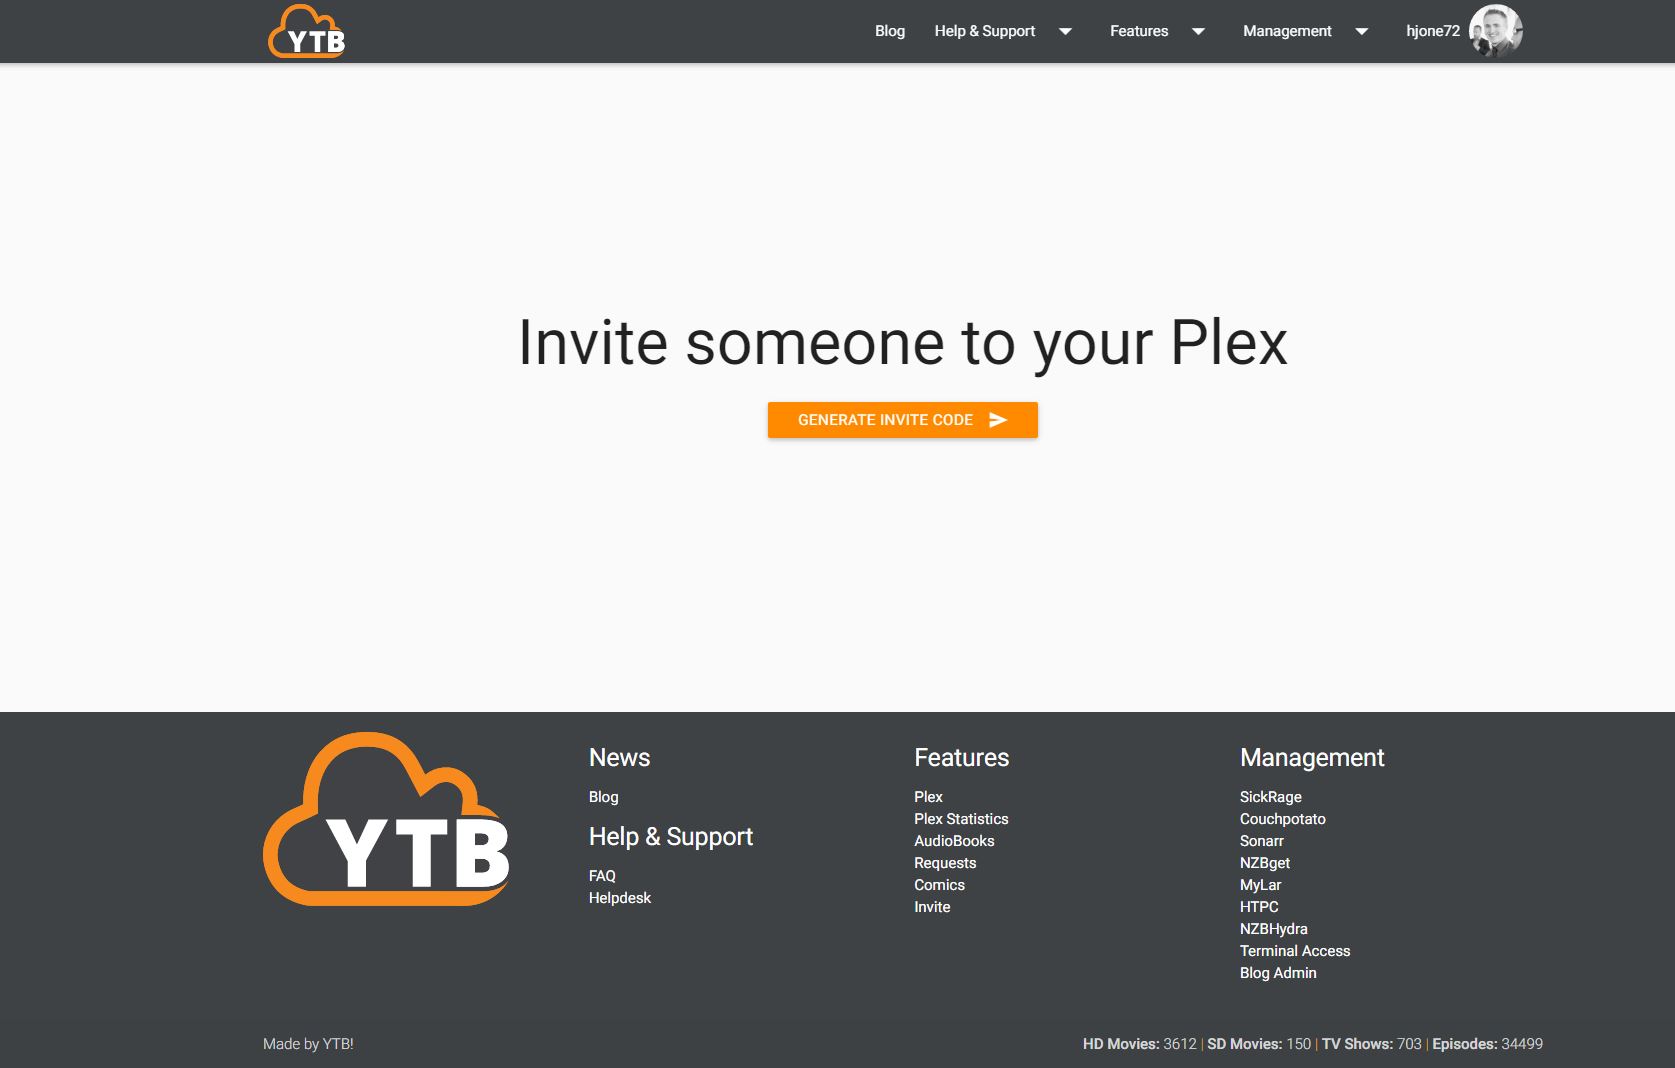 YTB
Blog Help & Support Features Management hjone72
Invite someone to your Plex
GENERATE INVITE CODE
YTB
News
Blog
Help & Support
FAQ
Helpdesk
Features
Plex
Plex Statistics
AudioBooks
Requests
Comics
Invite
Management
SickRage
Couchpotato
Sonarr
NZBget
MyLar
HTPC
NZBHydra
Terminal Access
Blog Admin
Made by YTB!
HD Movies: 3612 | SD Movies: 150 | TV Shows: 703 | Episodes: 34499